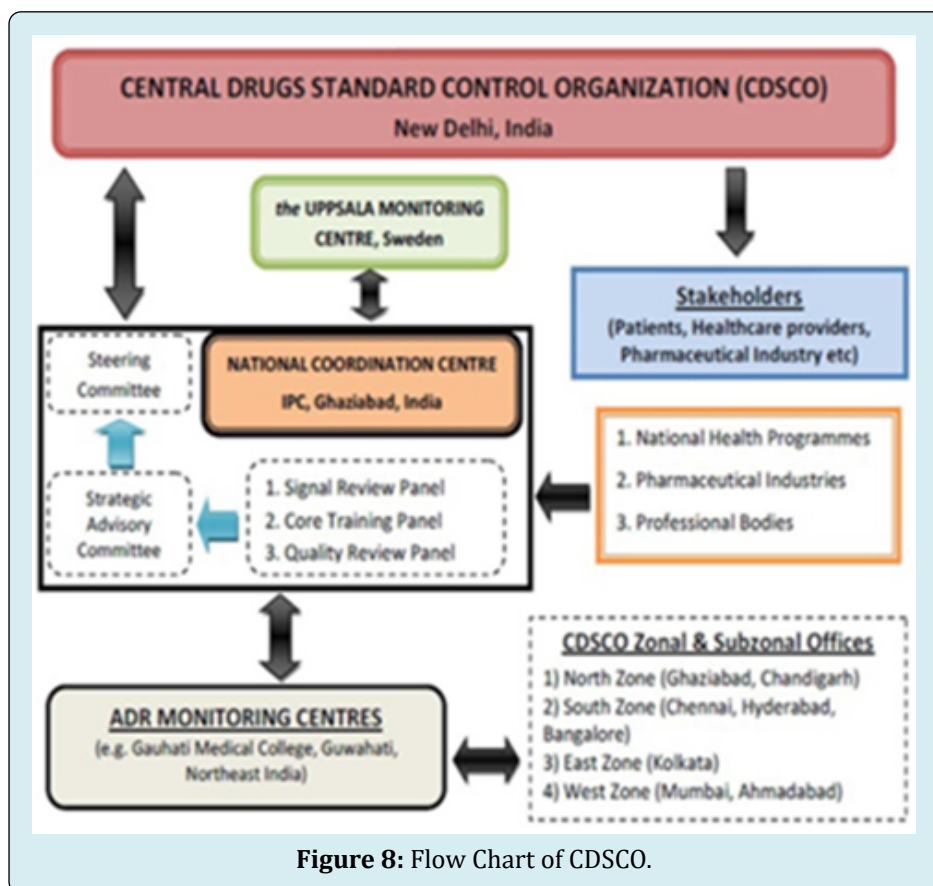 CENTRAL DRUGS STANDARD CONTROL ORGANIZATION (CDSCO)
New Delhi, India
the UPPSALA MONITORING
CENTRE, Sweden
Stakeholders
(Patients, Healthcare providers,
Pharmaceutical Industry etc)
Steering
Committee
NATIONAL COORDINATION CENTRE
IPC, Ghaziabad, India
Strategic
Advisory
Committee
1. Signal Review Panel
2. Core Training Panel
3. Quality Review Panel
1. National Health Programmes
2. Pharmaceutical Industries
3. Professional Bodies
ADR MONITORING CENTRES
(e.g. Gauhati Medical College, Guwahati,
Northeast India)
CDSCO Zonal & Subzonal Offices
1) North Zone (Ghaziabad, Chandigarh)
2) South Zone (Chennai, Hyderabad,
Bangalore)
3) East Zone (Kolkata)
4) West Zone (Mumbai, Ahmadabad)
Figure 8: Flow Chart of CDSCO.